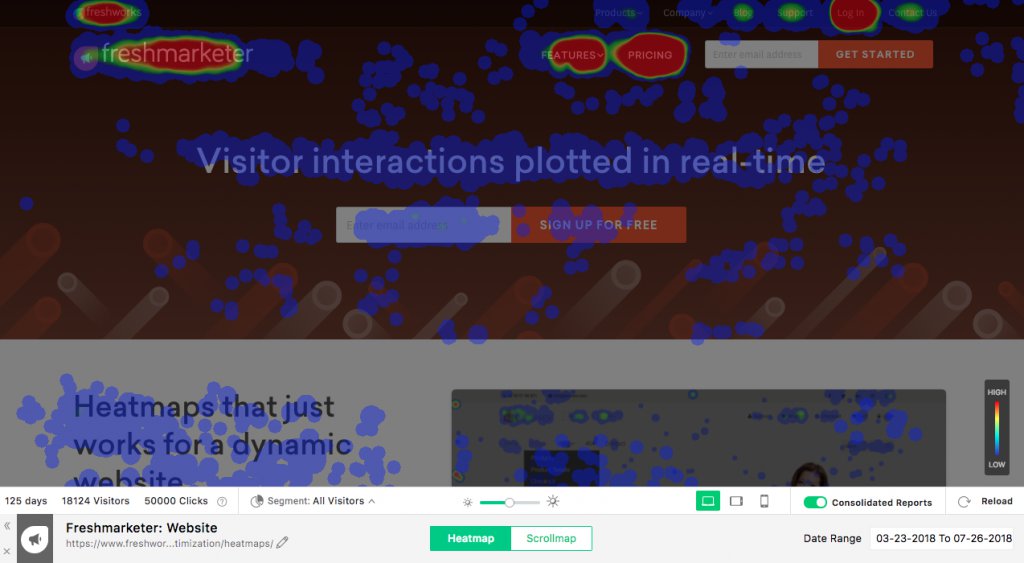 freshworks Products Company Blog Support Log In Contact Us
freshmarketer FEATURES PRICING Enter email address GET STARTED
Visitor interactions plotted in real-time
Enter email address SIGN UP FOR FREE
Heatmaps that just
works for a dynamic
website
HIGH
LOW
125 days 18124 Visitors 50000 Clicks ? Segment: All Visitors Consolidated Reports Reload
Freshmarketer: Website
https://www.freshwor...timization/heatmaps/
Heatmap Scrollmap
Date Range 03-23-2018 To 07-26-2018